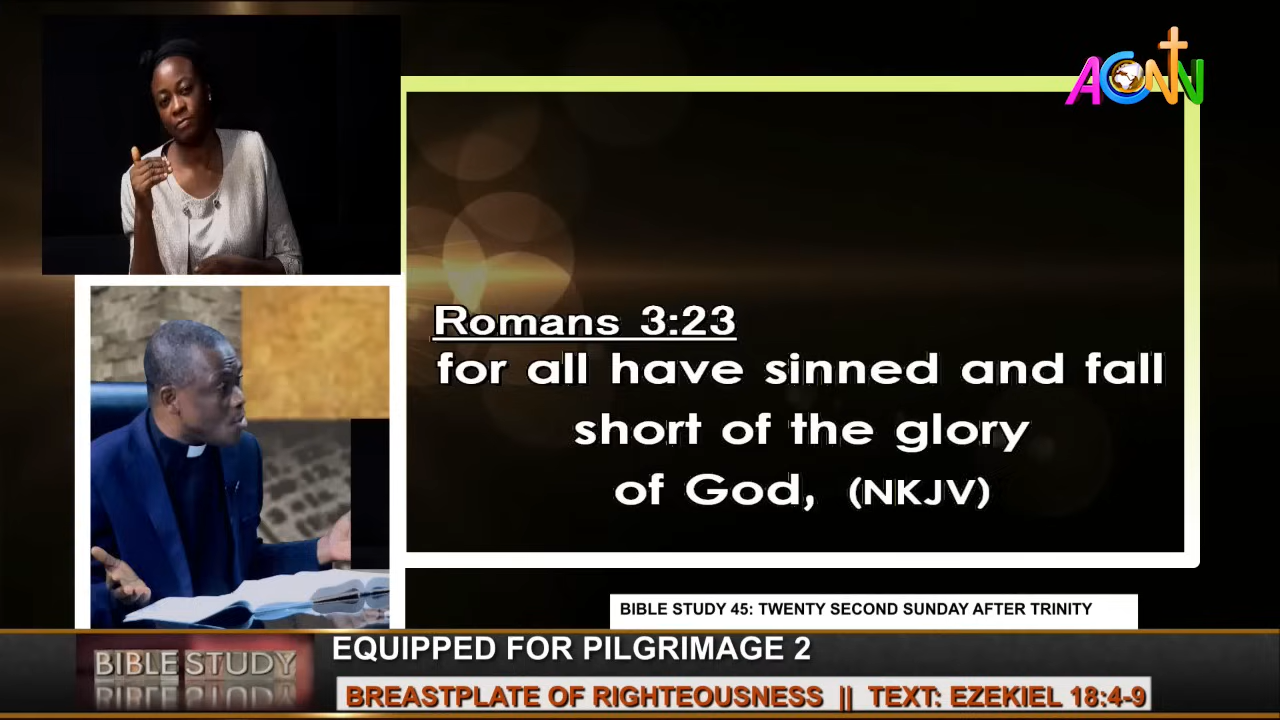 ACNN
Romans 3:23
for all have sinned and fall
short of the glory
of God, (NKJV)
BIBLE STUDY 45: TWENTY SECOND SUNDAY AFTER TRINITY
BIBLE STUDY
EQUIPPED FOR PILGRIMAGE 2
BREASTPLATE OF RIGHTEOUSNESS || TEXT: EZEKIEL 18:4-9